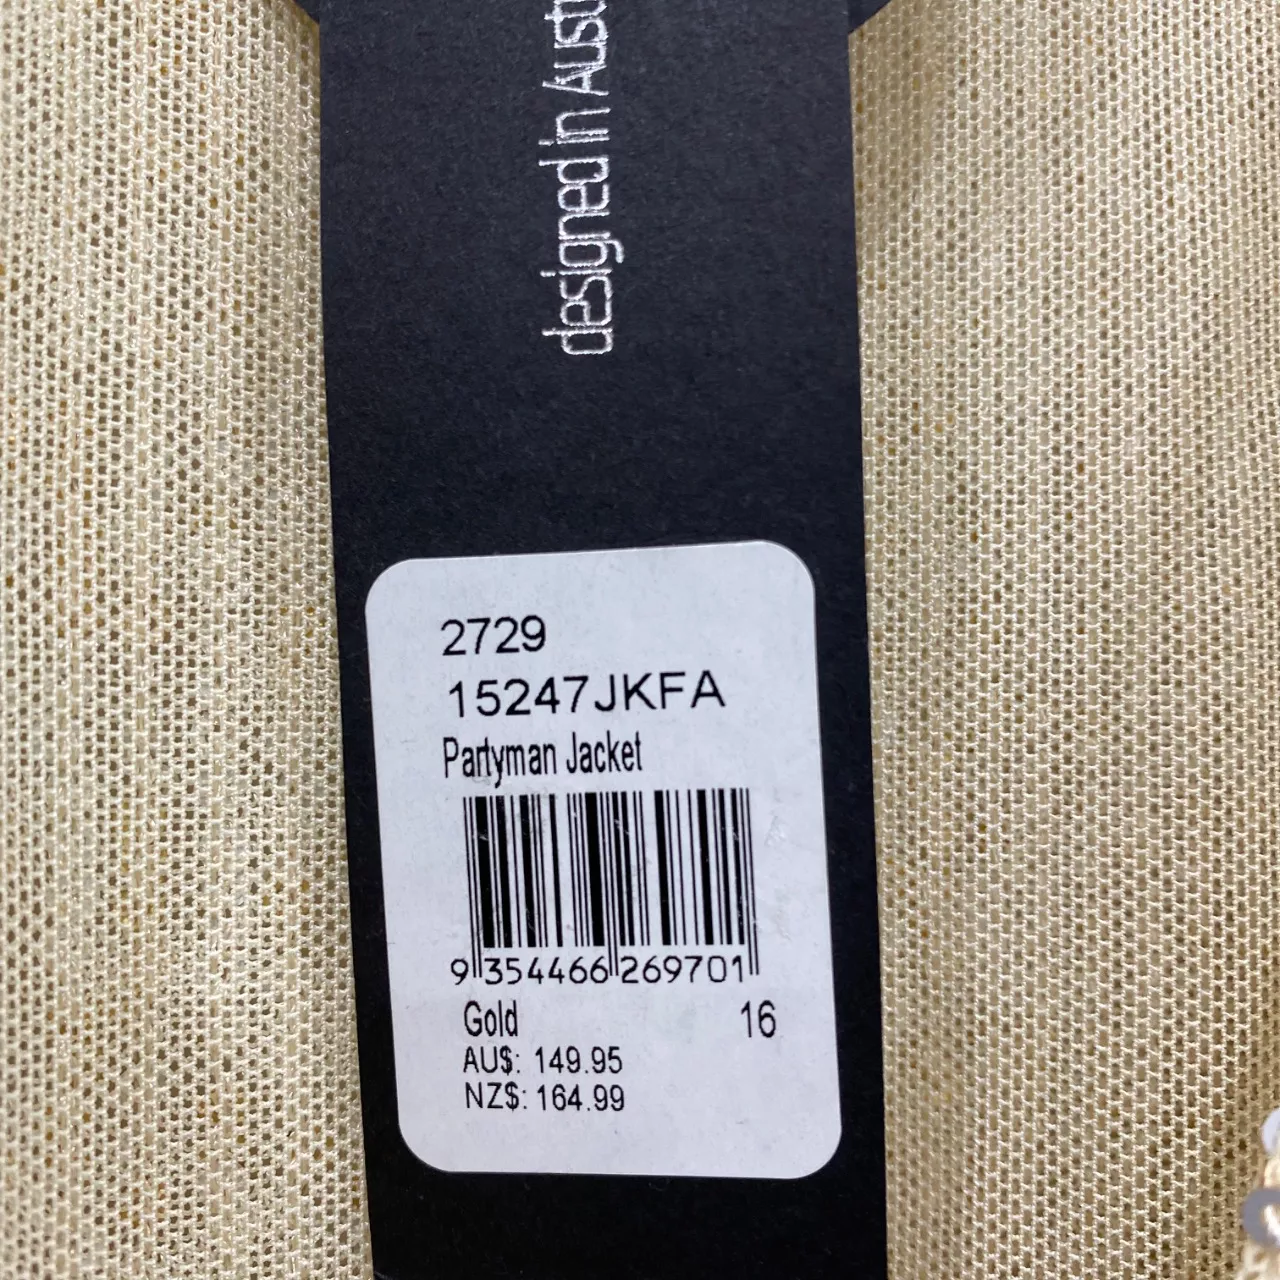 designed in Aust
2729
15247JKFA
Partyman Jacket
9 354466 269701
Gold 16
AU$: 149.95
NZ$: 164.99